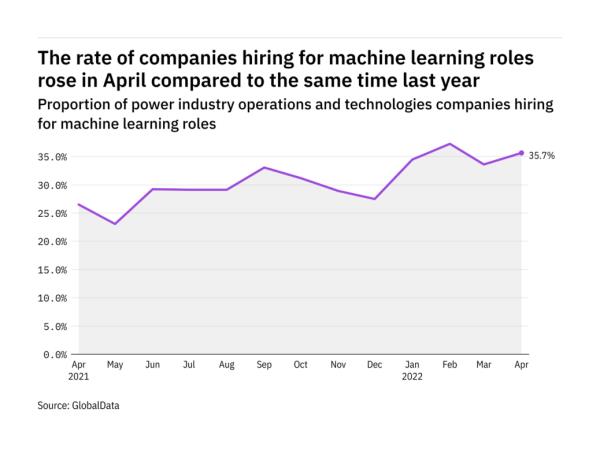 The rate of companies hiring for machine learning roles
rose in April compared to the same time last year
Proportion of power industry operations and technologies companies hiring
for machine learning roles
35.0%
35.7%
30.0%
25.0%
20.0%
15.0%
10.0%
5.0%
0.0%
Apr May Jun Jul Aug Sep Oct Nov Dec Jan Feb Mar Apr
2021 2022
Source: GlobalData